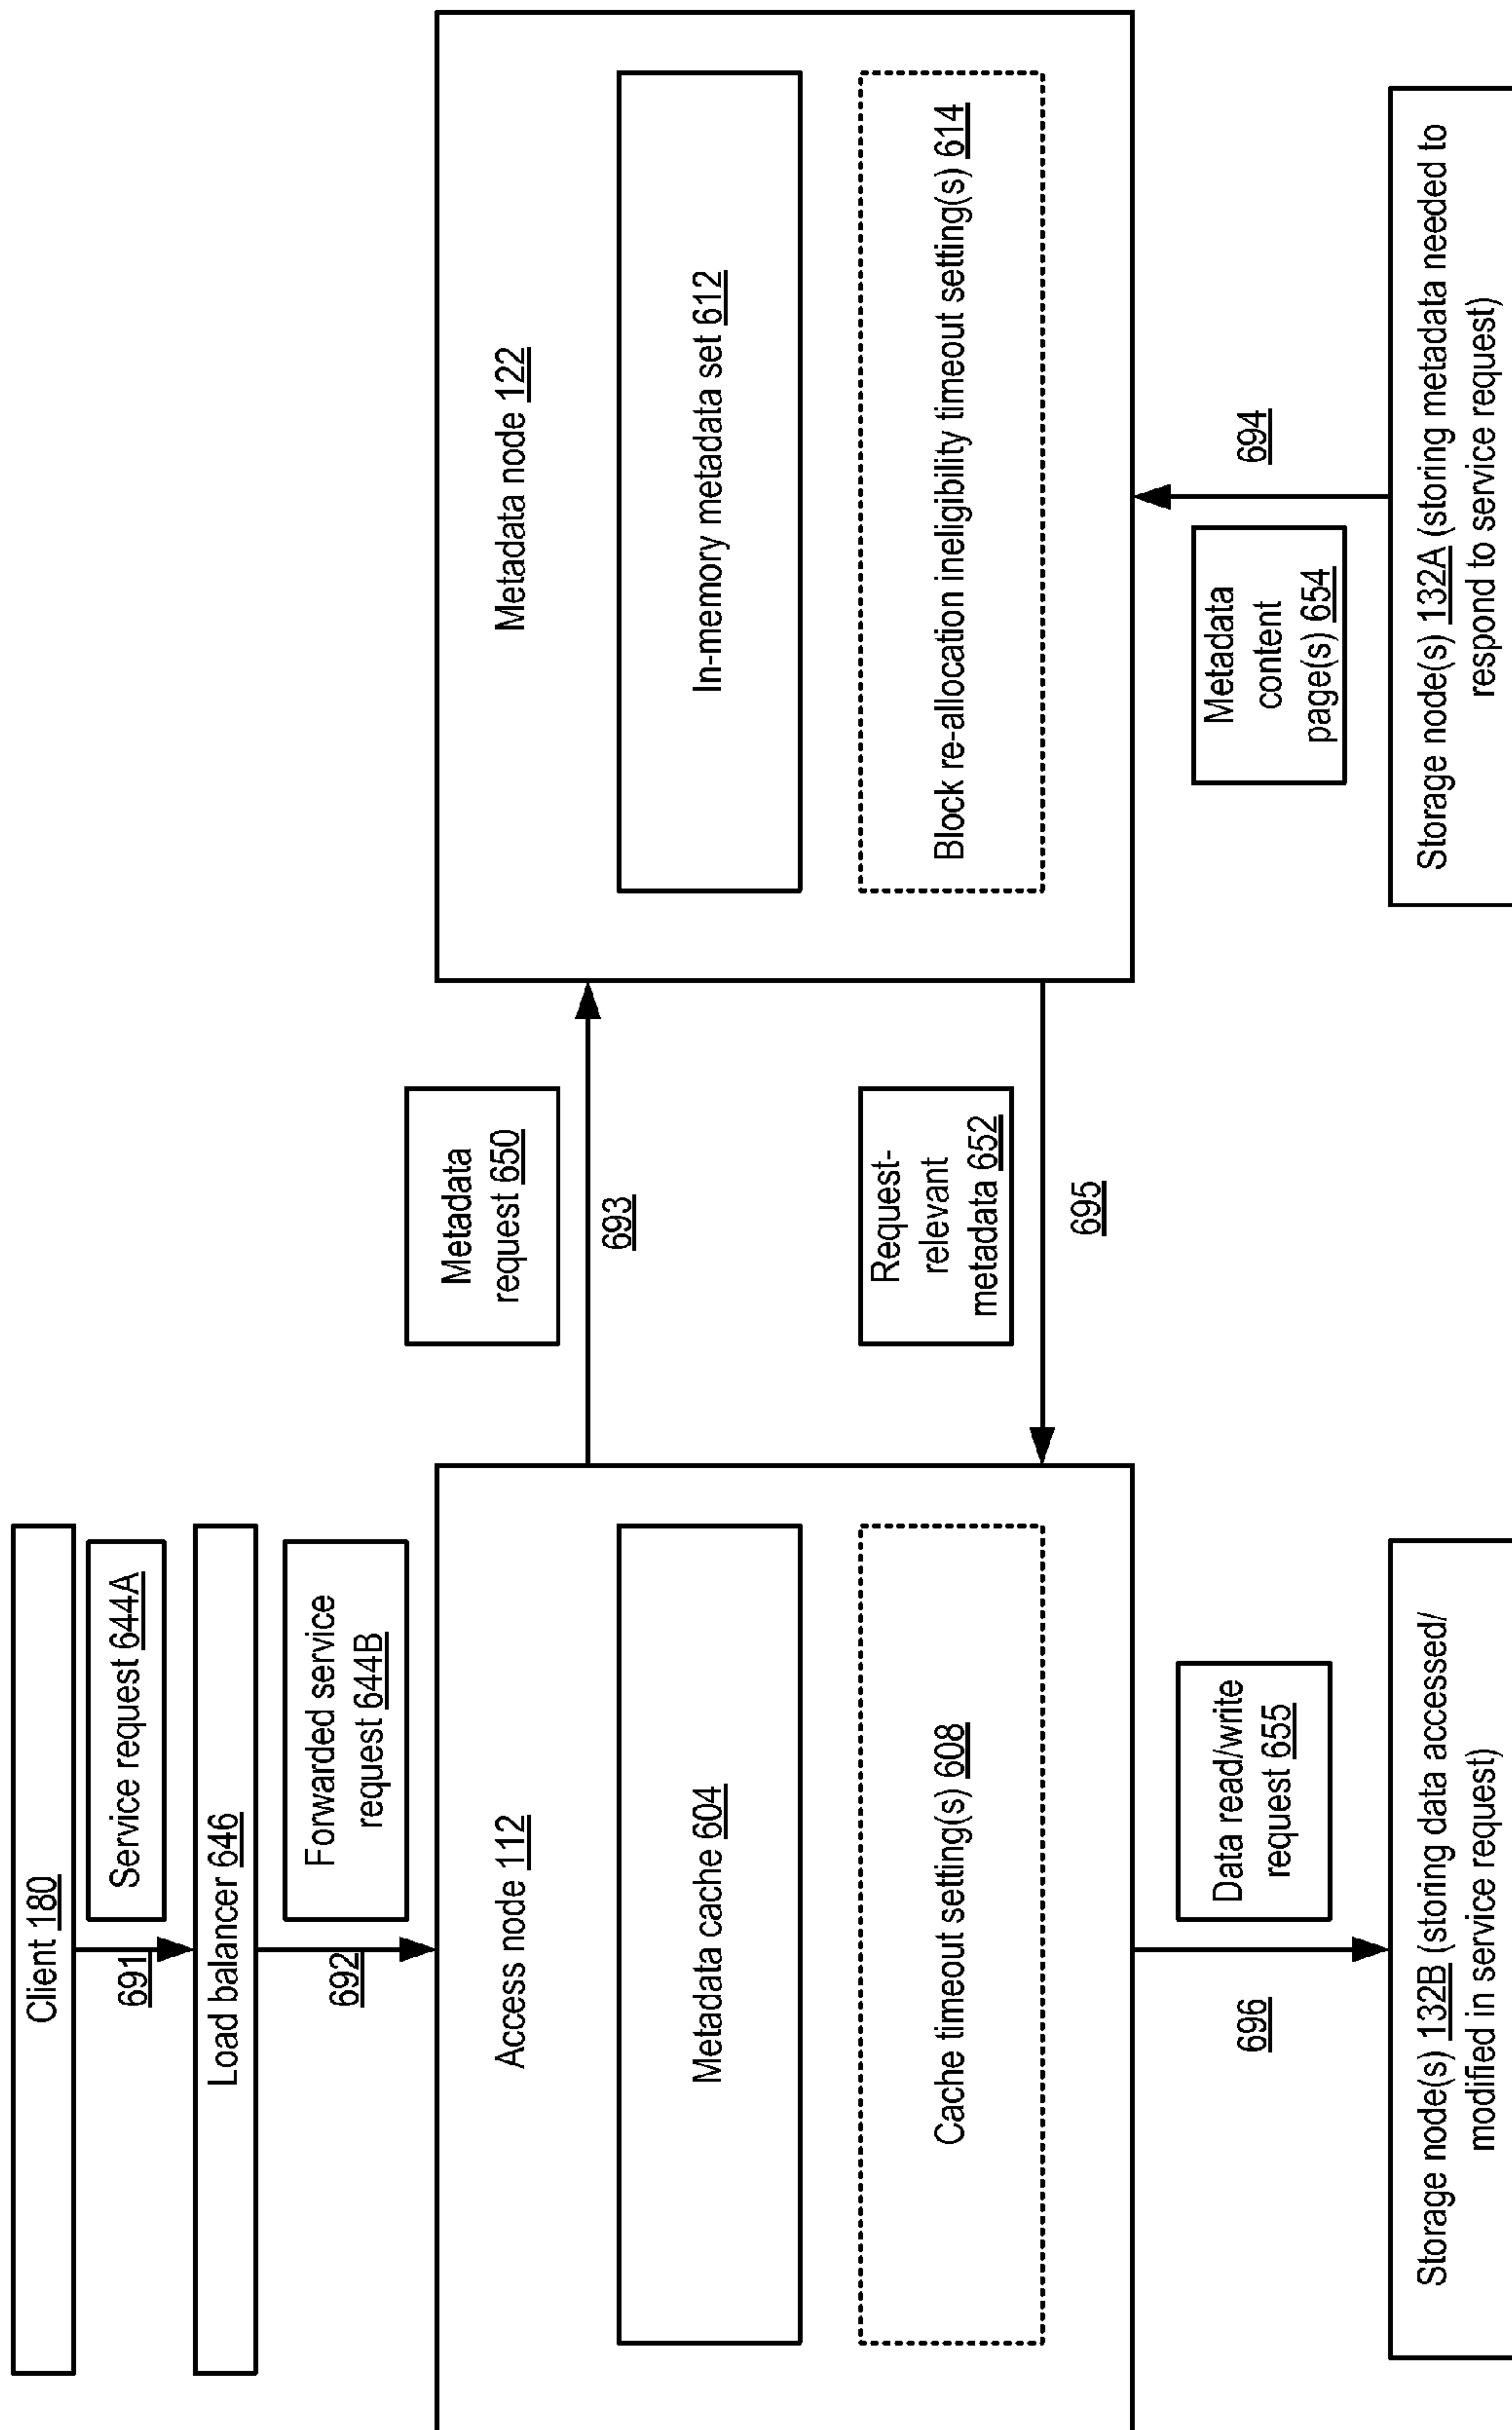 Client 180
691
Service request 644A
Load balancer 646
692
Forwarded service
request 644B
Access node 112
Metadata cache 604
Cache timeout setting(s) 608
Metadata
request 650
693
Request-
relevant
metadata 652
695
Metadata node 122
In-memory metadata set 612
Block re-allocation ineligibility timeout setting(s) 614
696
Data read/write
request 655
Storage node(s) 132B (storing data accessed/
modified in service request)
Metadata
content
page(s) 654
694
Storage node(s) 132A (storing metadata needed to
respond to service request)